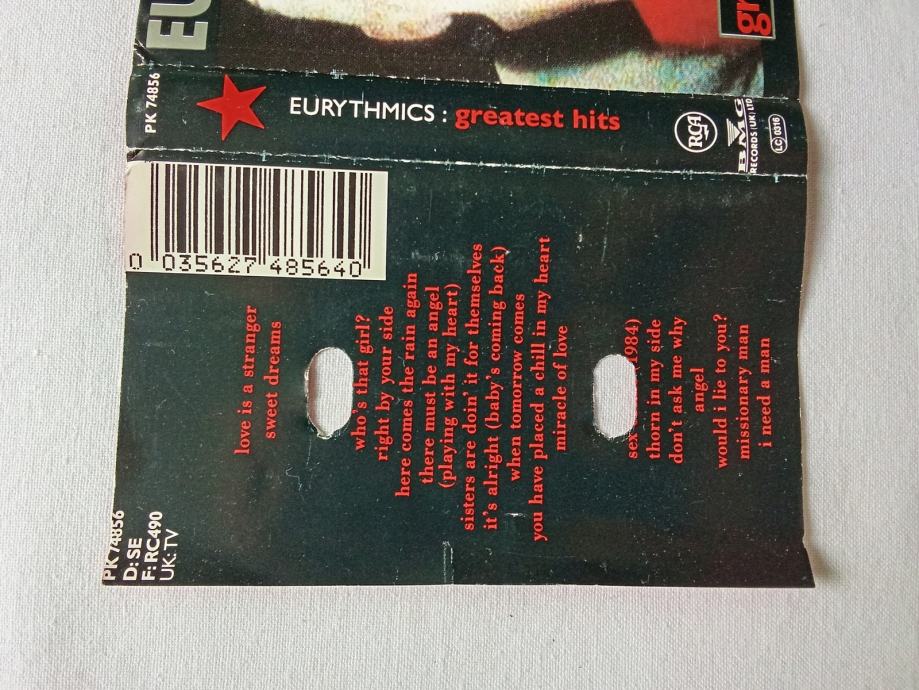 EU
gr
PK 74856
EURYTHMICS : greatest hits
RCA
BMG
RECORDS (UK) LTD
LC 0316
0 035627 485640
love is a stranger
sweet dreams
who's that girl?
right by your side
here comes the rain again
there must be an angel
(playing with my heart)
sisters are doin' it for themselves
it's alright (baby's coming back)
when tomorrow comes
you have placed a chill in my heart
miracle of love
sex 1984)
thorn in my side
don't ask me why
angel
would i lie to you?
missionary man
i need a man
PK 74856
D: SE
F: RC490
UK: TV